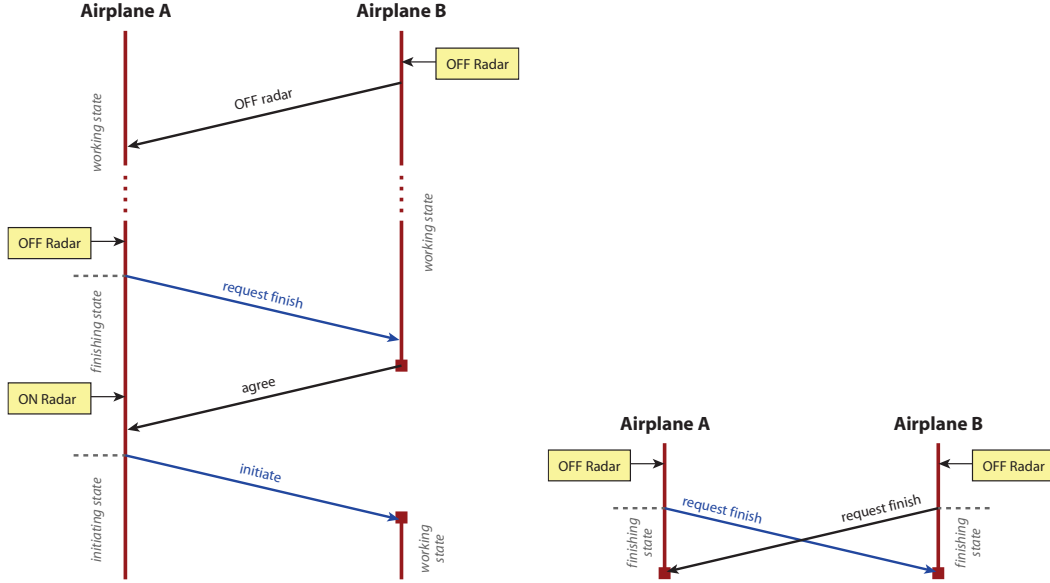 Airplane A
Airplane B
OFF Radar
OFF radar
working state
working state
OFF Radar
request finish
finishing state
agree
ON Radar
initiate
initiating state
working
state
Airplane A
Airplane B
OFF Radar
OFF Radar
request finish
request finish
finishing
state
finishing
state